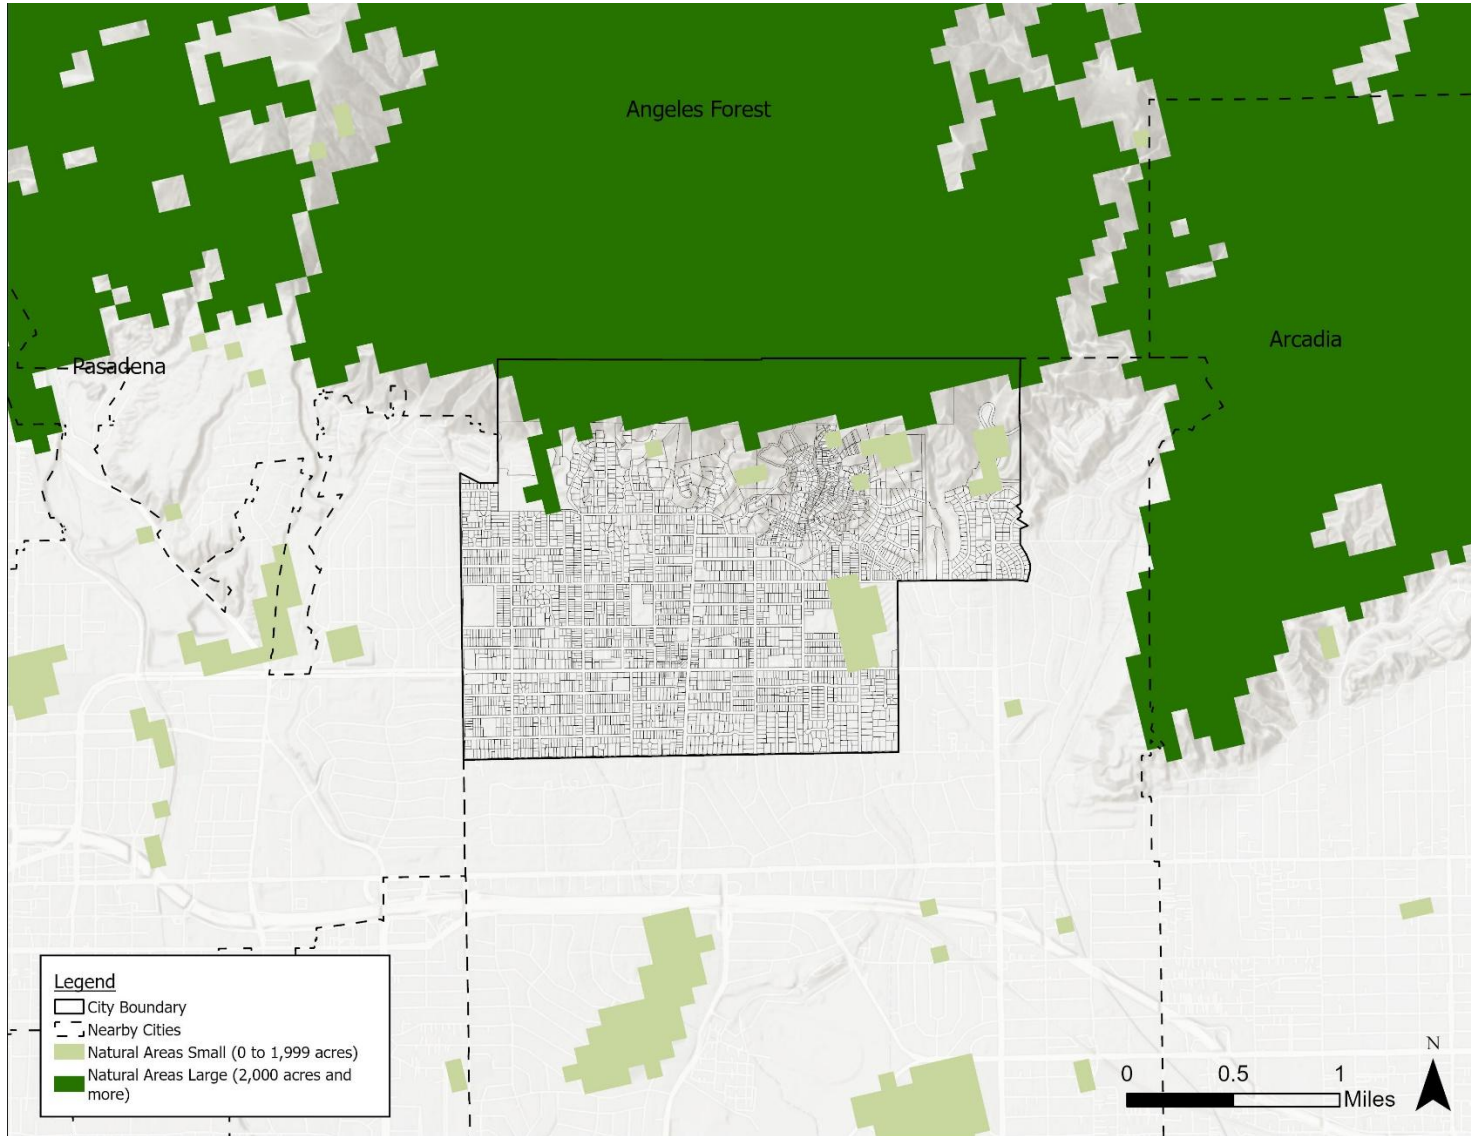 Angeles Forest
Arcadia
Pasadena
Legend
City Boundary
Nearby Cities
Natural Areas Small (0 to 1,999 acres)
Natural Areas Large (2,000 acres and
more)
N
0 0.5 1
Miles